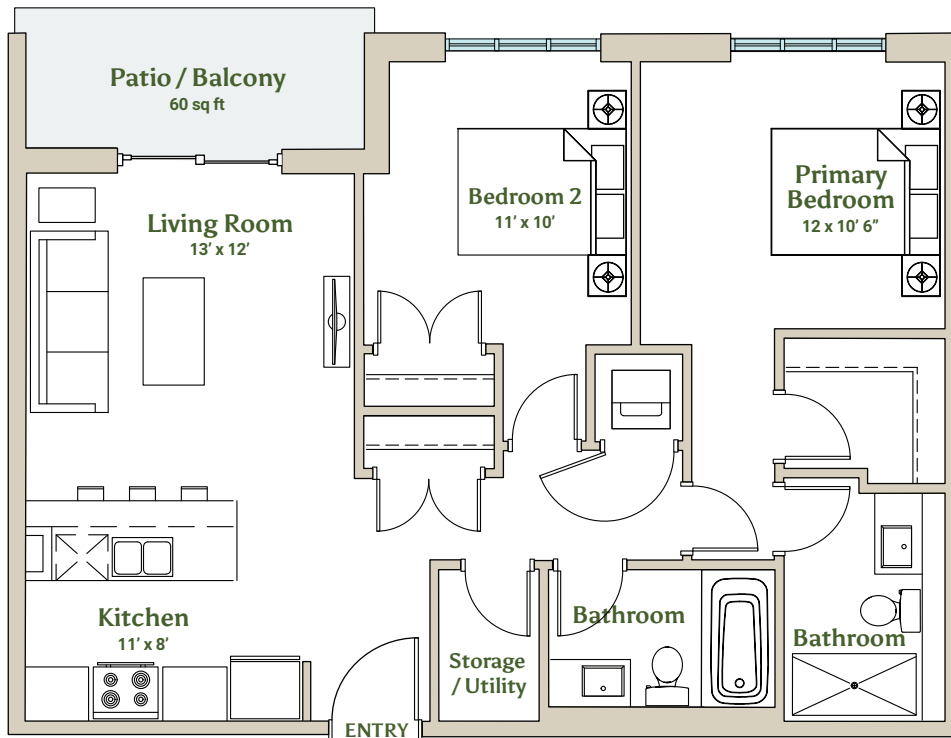 Patio / Balcony
60 sq ft
Living Room
13’ x 12’
Bedroom 2
11’ x 10’
Primary
Bedroom
12 x 10’ 6”
Kitchen
11’ x 8’
Storage
/ Utility
Bathroom
Bathroom
ENTRY